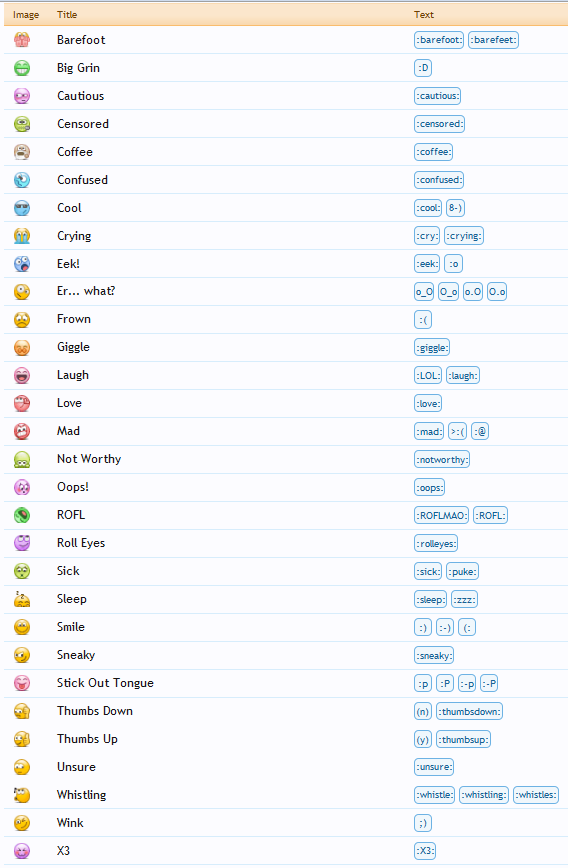 Image Title Text
Barefoot :barefoot: :barefeet:
Big Grin :D
Cautious :cautious:
Censored :censored:
Coffee :coffee:
Confused :confused:
Cool :cool: 8-)
Crying :cry: :crying:
Eek! :eek: :o
Er... what? o_O O_o o.O O.o
Frown :(
Giggle :giggle:
Laugh :LOL: :laugh:
Love :love:
Mad :mad: >:( :@
Not Worthy :notworthy:
Oops! :oops:
ROFL :ROFLMAO: :ROFL:
Roll Eyes :rolleyes:
Sick :sick: :puke:
Sleep :sleep: :zzz:
Smile :) :-) (:
Sneaky :sneaky:
Stick Out Tongue :p :P :-p :-P
Thumbs Down (n) :thumbsdown:
Thumbs Up (y) :thumbsup:
Unsure :unsure:
Whistling :whistle: :whistling: :whistles:
Wink ;)
X3 :X3: